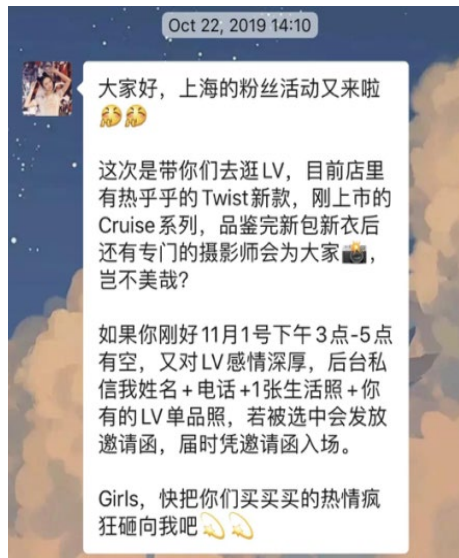 Oct 22, 2019 14:10
大家好，上海的粉丝活动又来啦
这次是带你们去逛LV，目前店里
有热乎乎的Twist新款，刚上市的
Cruise系列，品鉴完新包新衣后
还有专门的摄影师会为大家📸，
岂不美哉？
如果你刚好11月1号下午3点-5点
有空，又对LV感情深厚，后台私
信我姓名+电话+1张生活照+你
有的LV单品照，若被选中会发放
邀请函，届时凭邀请函入场。
Girls，快把你们买买买的热情疯
狂砸向我吧💫💫